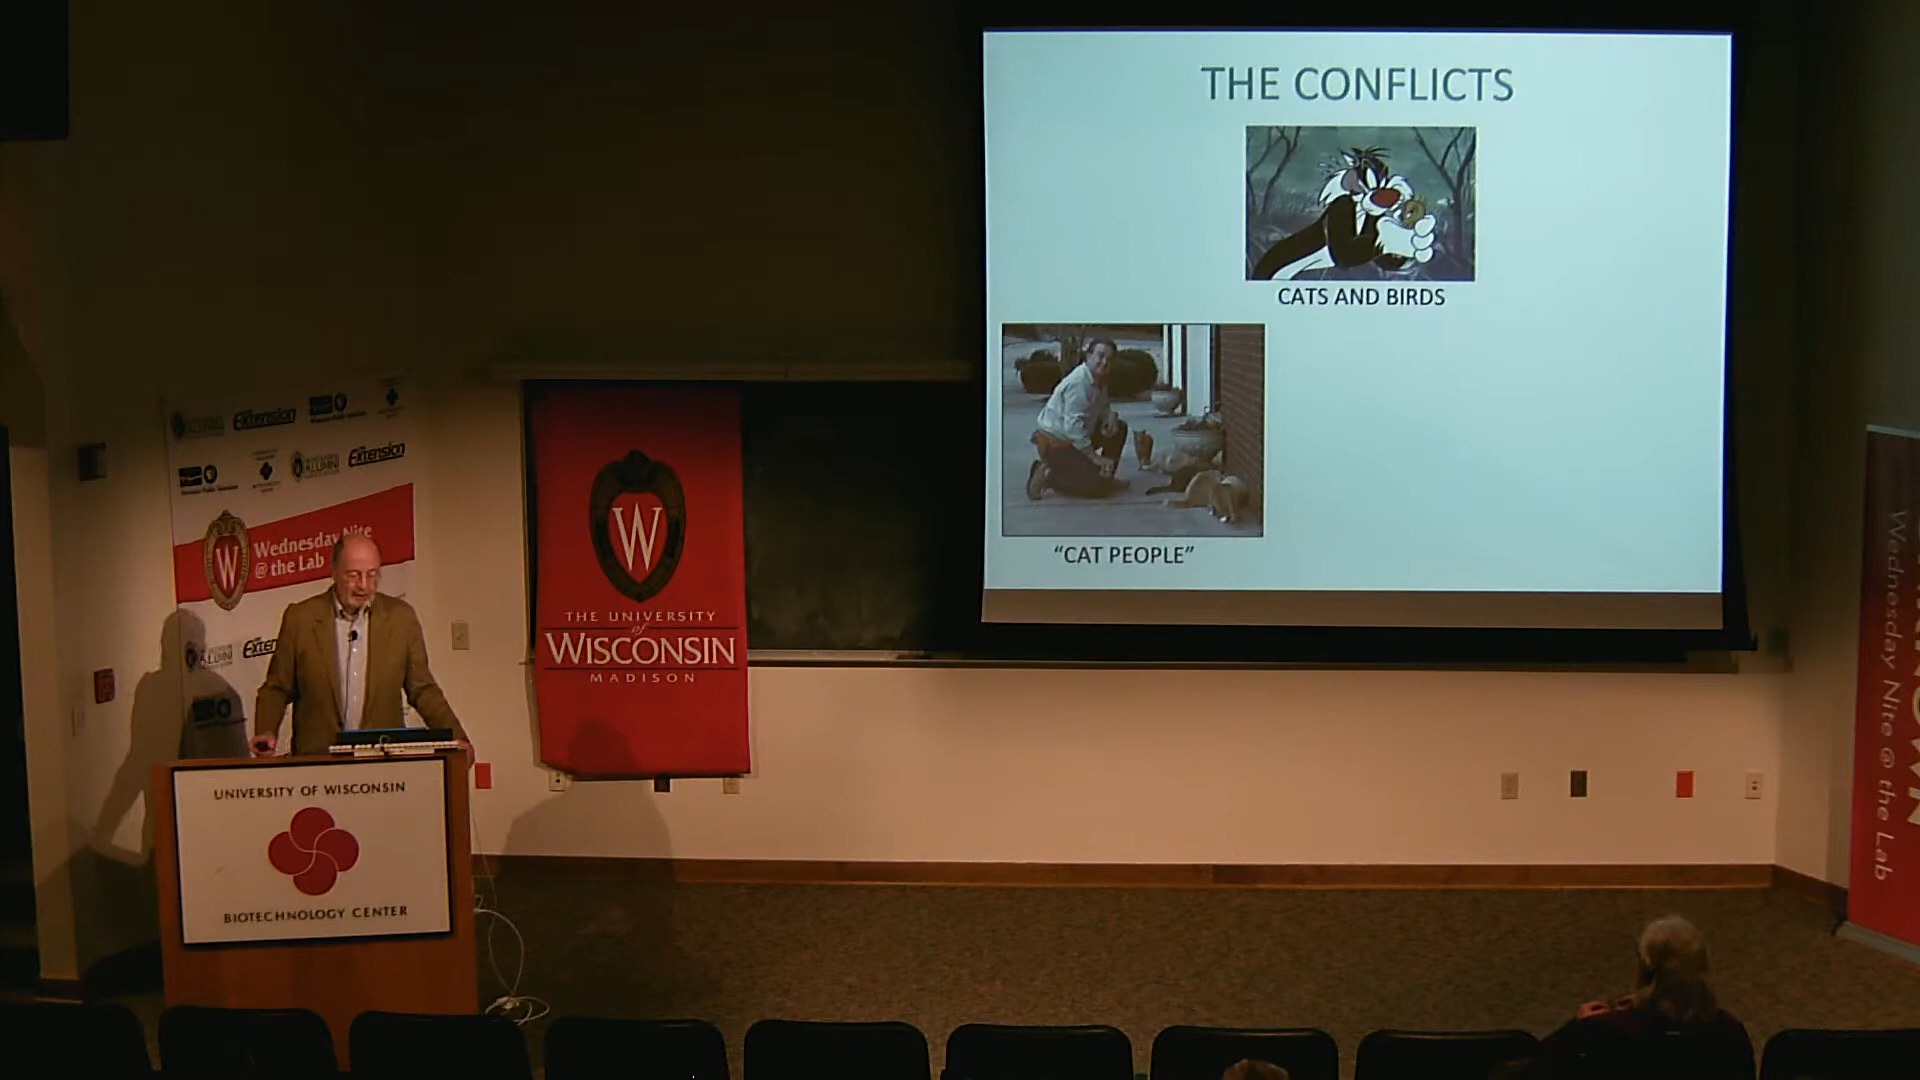 THE CONFLICTS
CATS AND BIRDS
“CAT PEOPLE”
Extension
Extension
ALUMNI
Wednesday Nite
@ the Lab
W
W
THE UNIVERSITY
of
WISCONSIN
MADISON
UNIVERSITY OF WISCONSIN
BIOTECHNOLOGY CENTER
Wednesday Nite @ the Lab